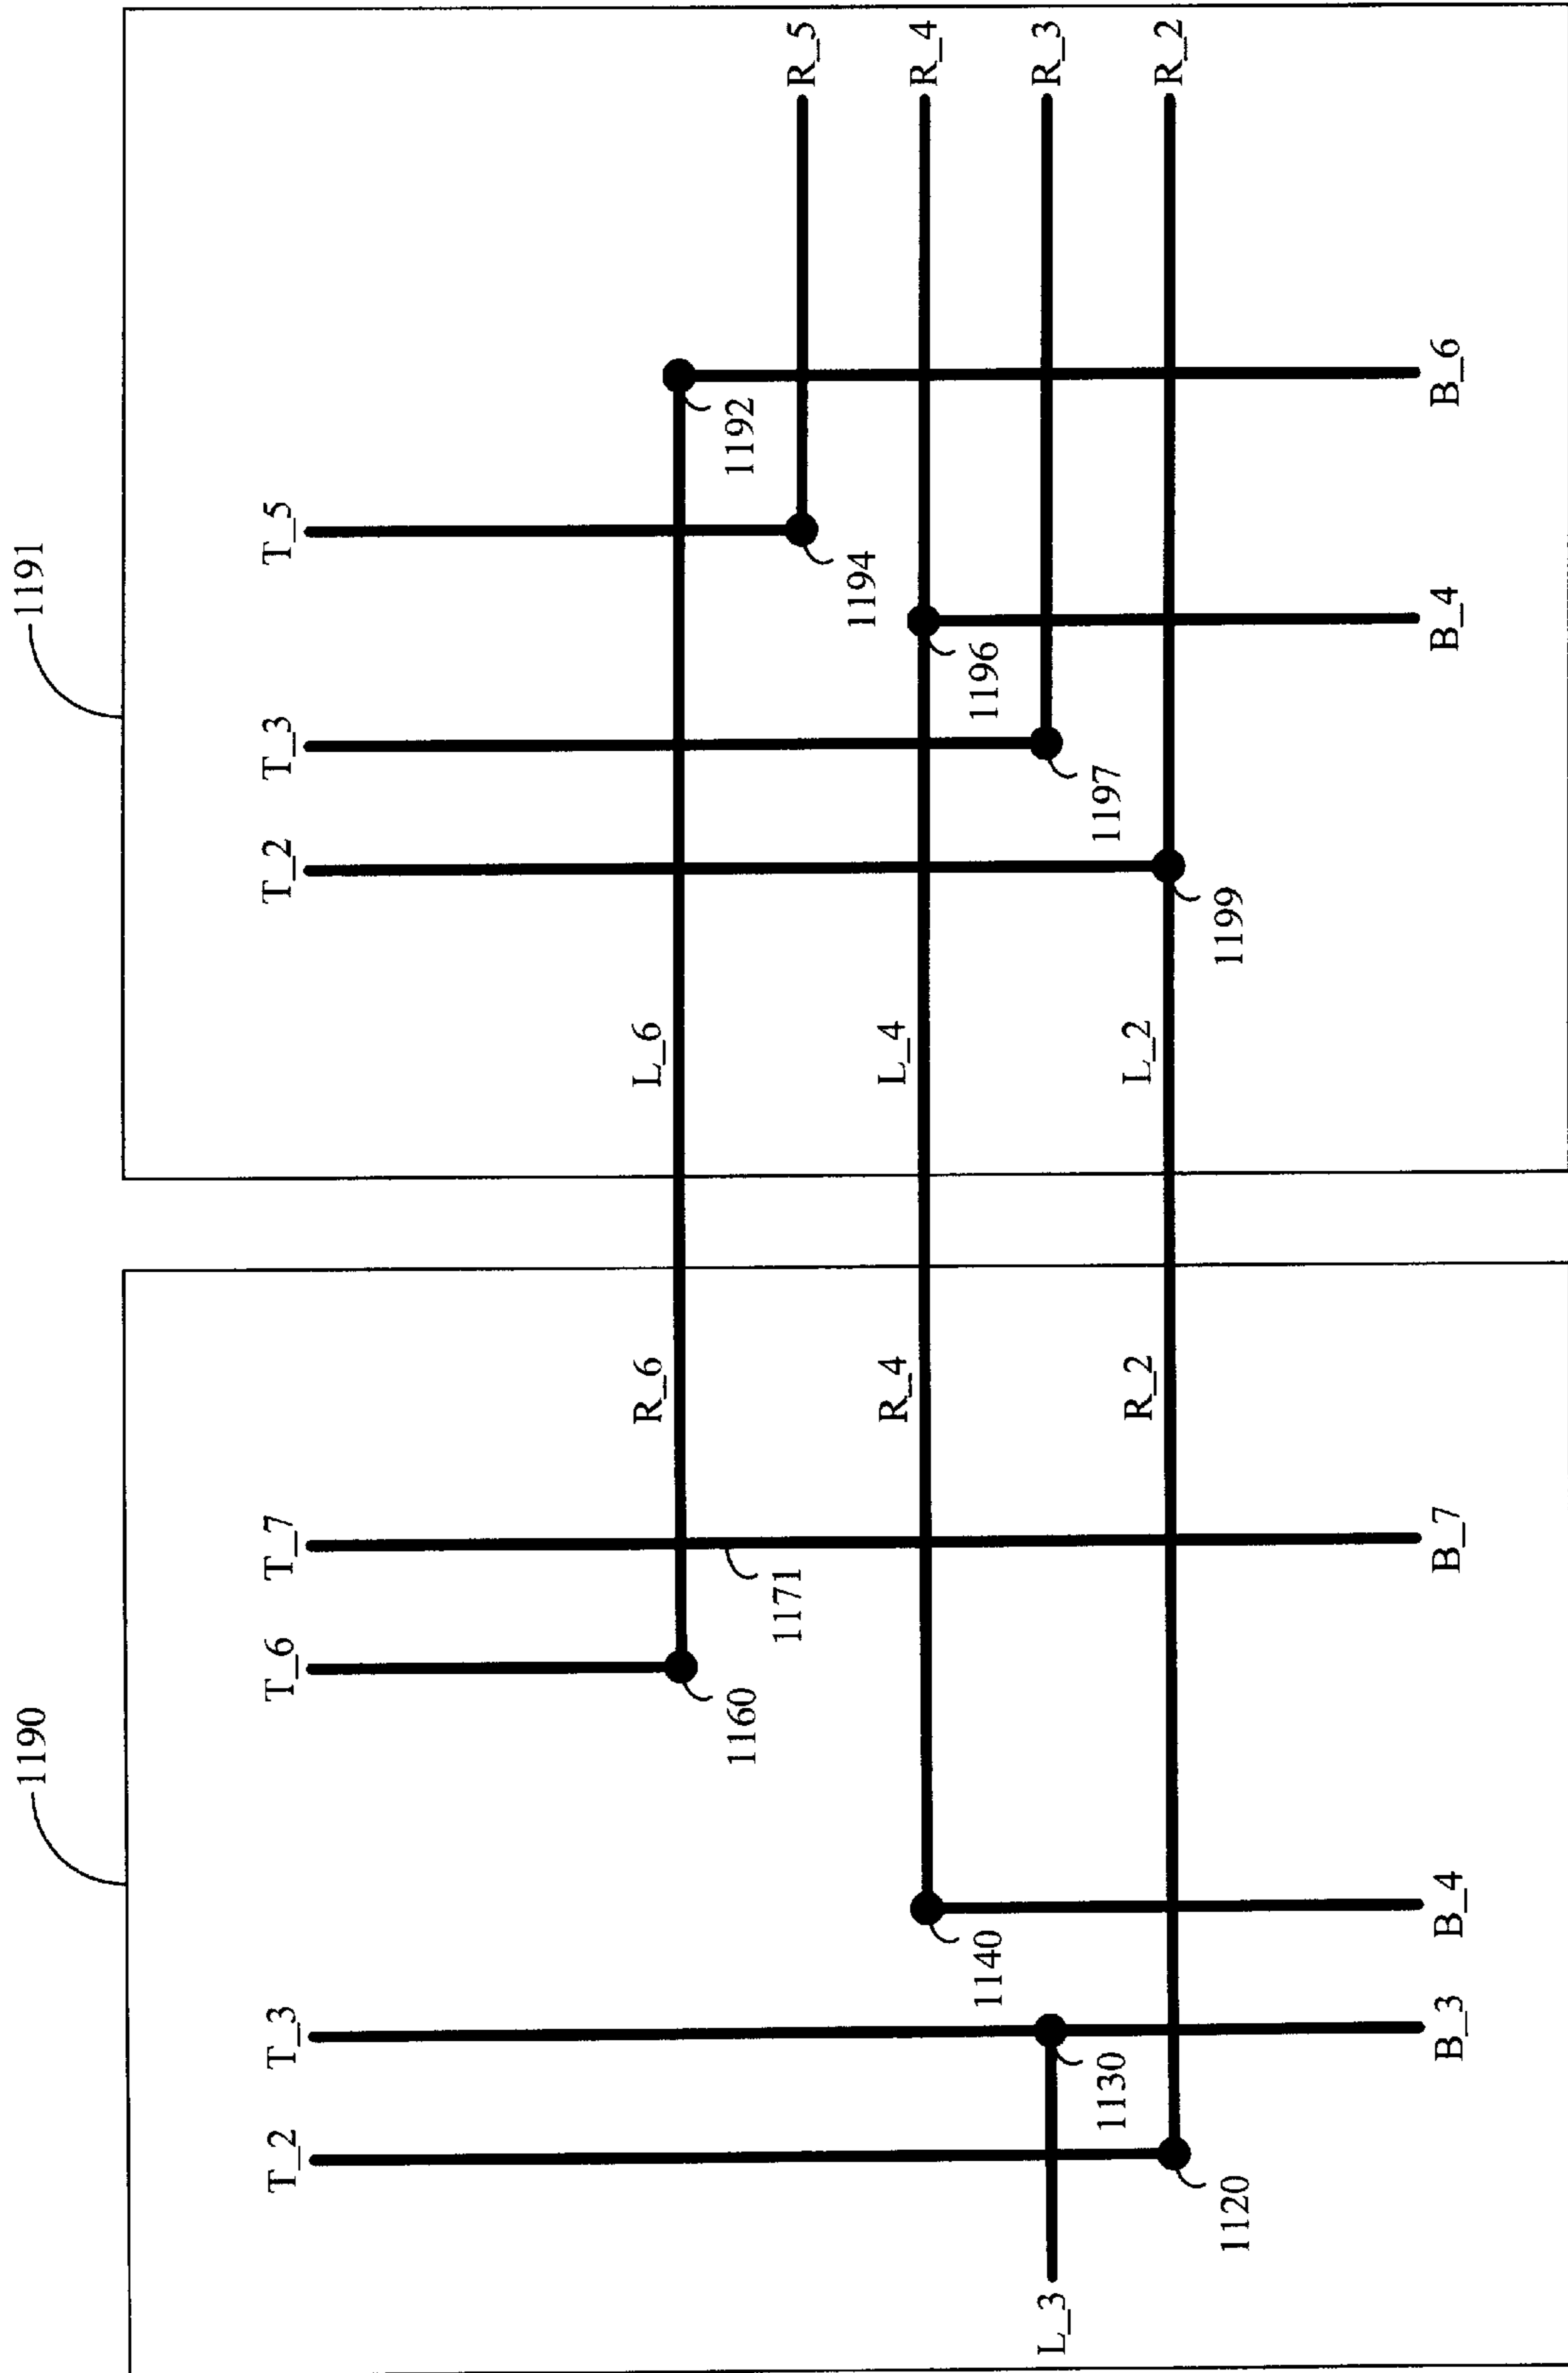 1190
1191
T_2
T_3
T_6
T_7
T_2
T_3
T_5
R_6
L_6
1160
1192
1171
R_5
1194
R_4
L_4
R_4
1140
1196
L_3
R_3
1130
1197
R_2
L_2
R_2
1120
1199
B_3
B_4
B_7
B_4
B_6